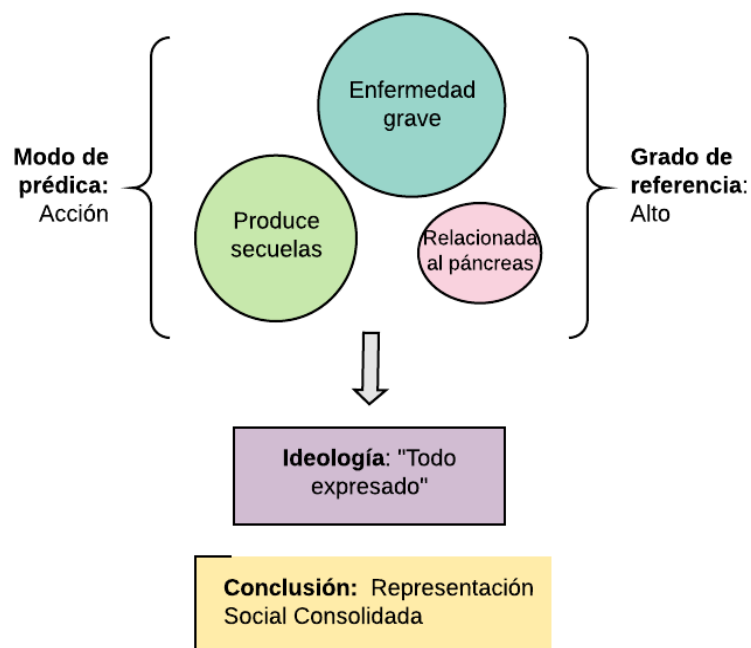 Enfermedad
grave
Modo de
prédica:
Acción
Grado de
referencia:
Alto
Produce
secuelas
Relacionada
al páncreas
Ideología: "Todo
expresado"
Conclusión: Representación
Social Consolidada